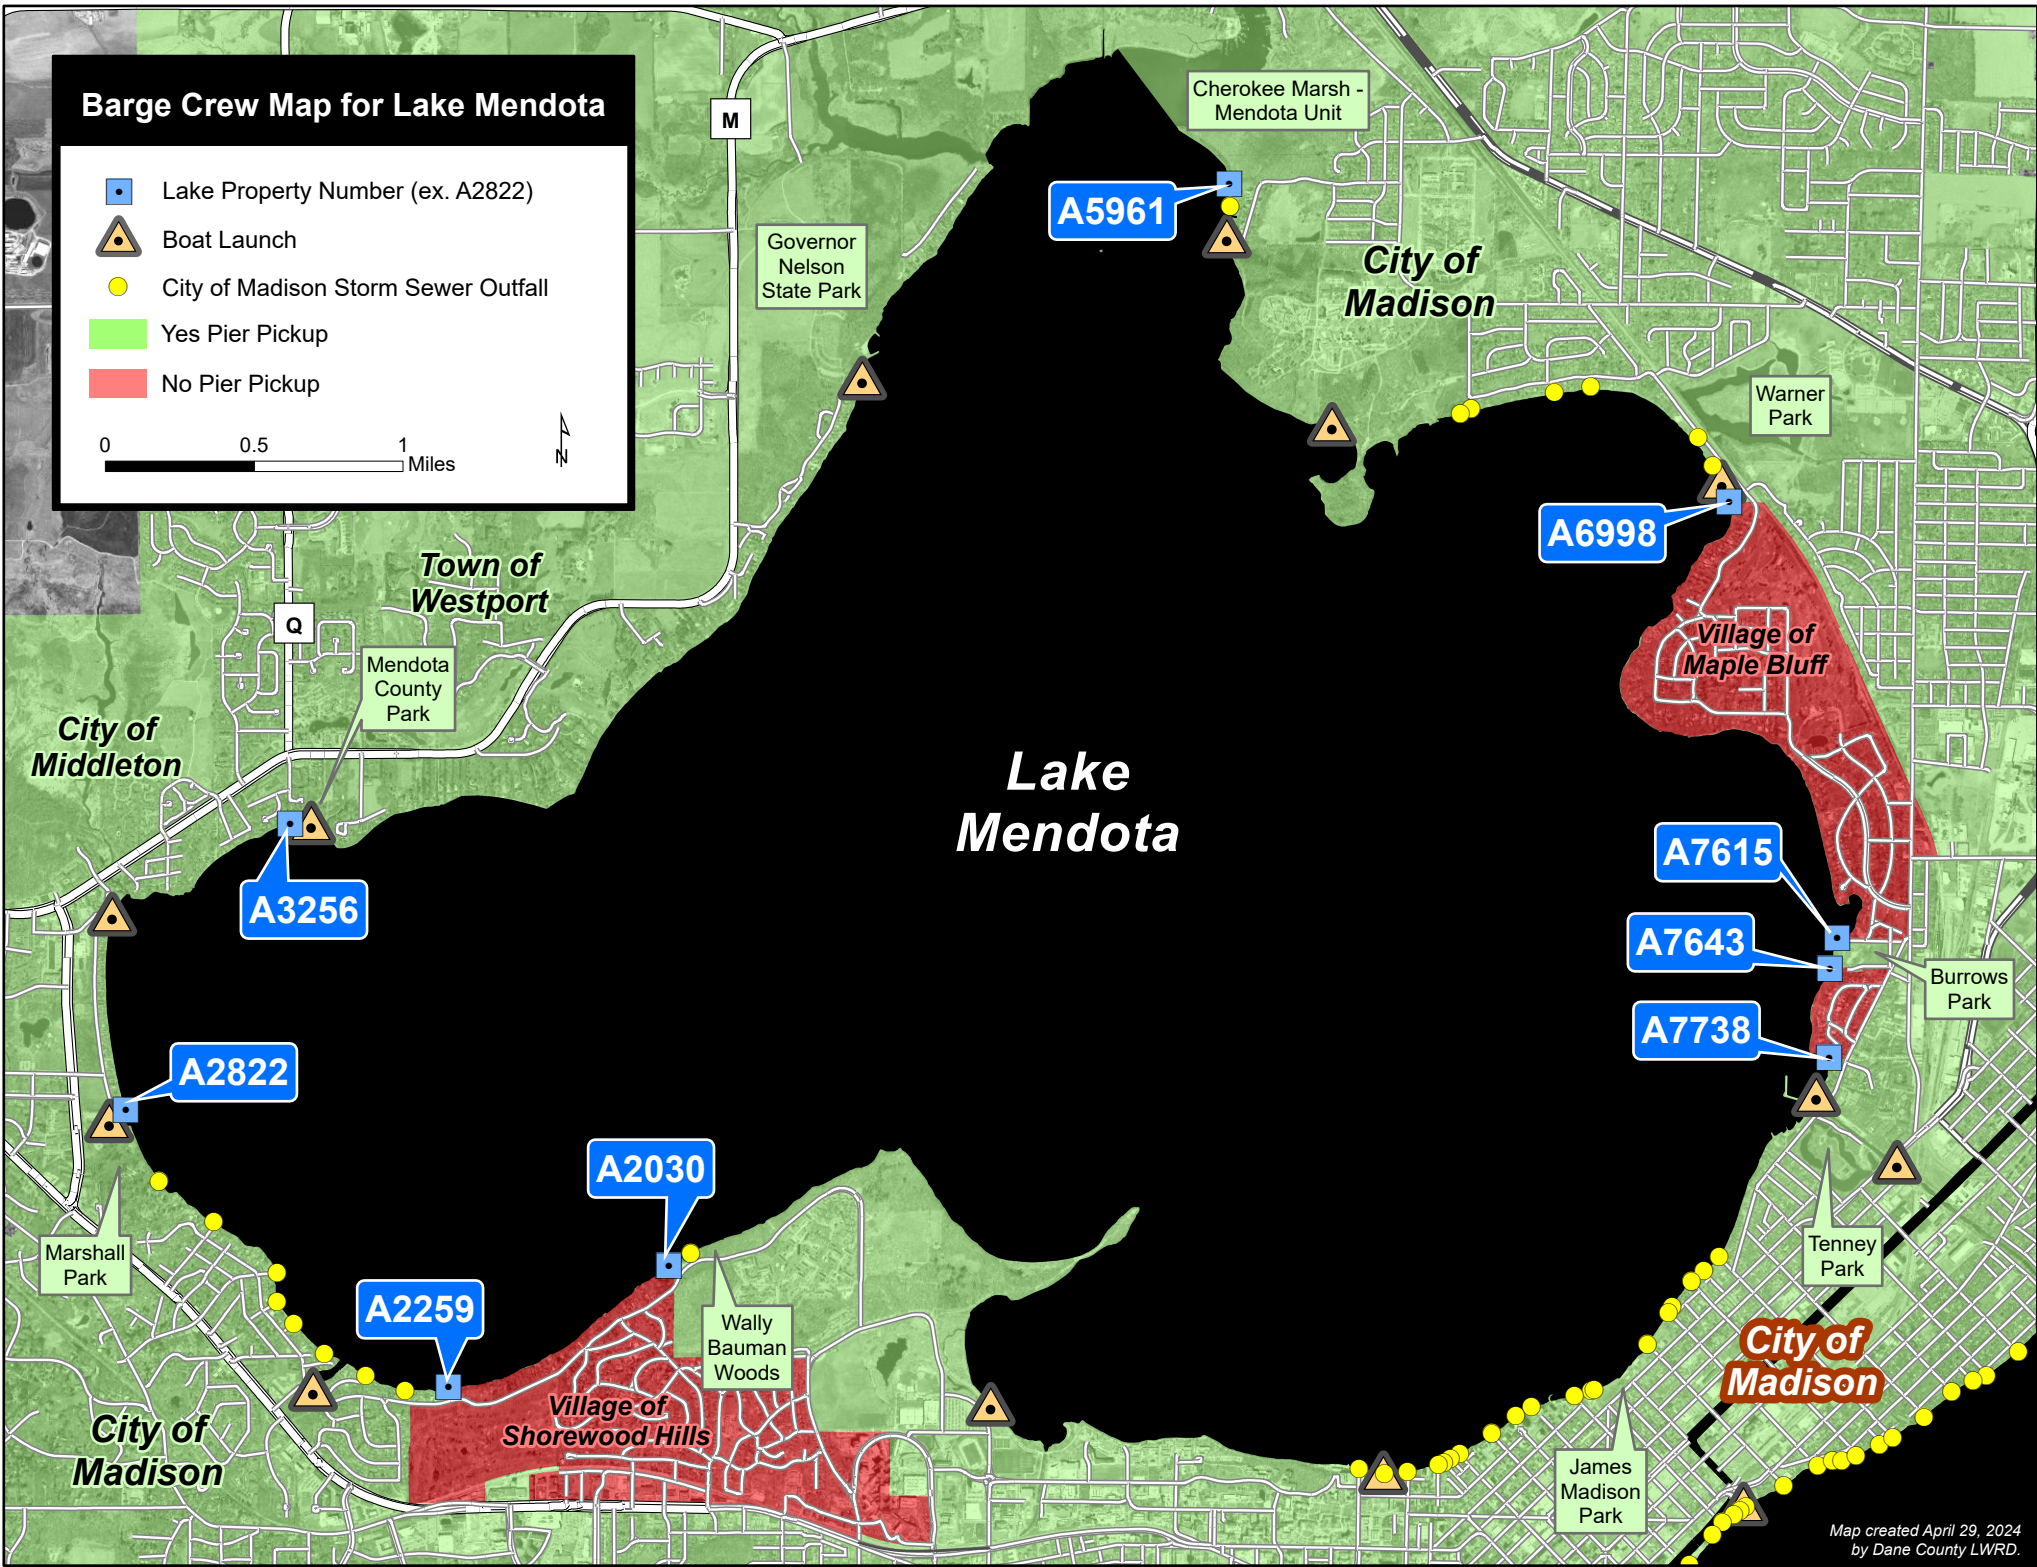 Barge Crew Map for Lake Mendota
Lake Property Number (ex. A2822)
Boat Launch
City of Madison Storm Sewer Outfall
Yes Pier Pickup
No Pier Pickup
0 0.5 1
Miles
N
M
Cherokee Marsh -
Mendota Unit
A5961
Governor
Nelson
State Park
City of
Madison
Warner
Park
A6998
Town of
Westport
Q
Mendota
County
Park
Village of
Maple Bluff
City of
Middleton
Lake
Mendota
A3256
A7615
A7643
Burrows
Park
A7738
A2822
A2030
Marshall
Park
Tenney
Park
A2259
Wally
Bauman
Woods
City of
Madison
Village of
Shorewood Hills
City of
Madison
James
Madison
Park
Map created April 29, 2024
by Dane County LWRD.